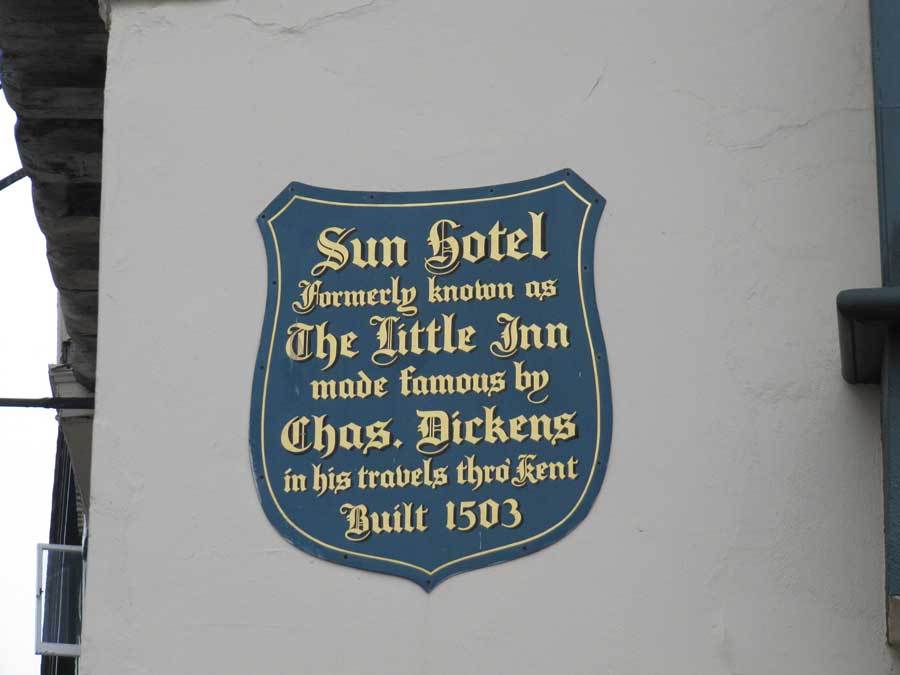 Sun Hotel
Formerly known as
The Little Inn
made famous by
Chas. Dickens
in his travels thro' Kent
Built 1503